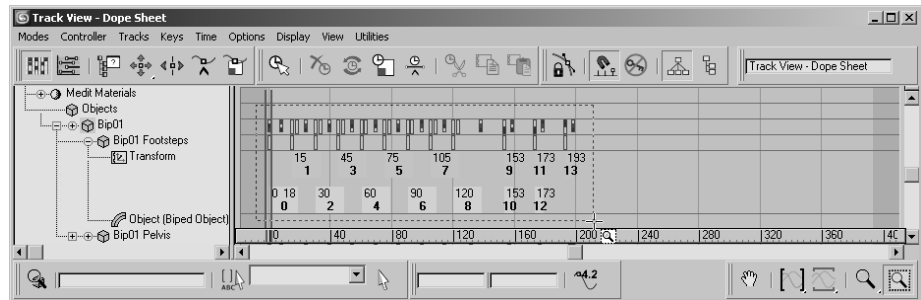 Track View - Dope Sheet
Modes Controller Tracks Keys Time Options Display View Utilities
Track View - Dope Sheet
Medit Materials
Objects
Bip01
Bip01 Footsteps
Transform
Object (Biped Object)
Bip01 Pelvis
15 45 75 105 153 173 193
1 3 5 7 9 11 13
0 18 30 60 90 120 153 173
0 2 4 6 8 10 12
0 40 80 120 160 200 240 280 320 360 4
ABC
4.2